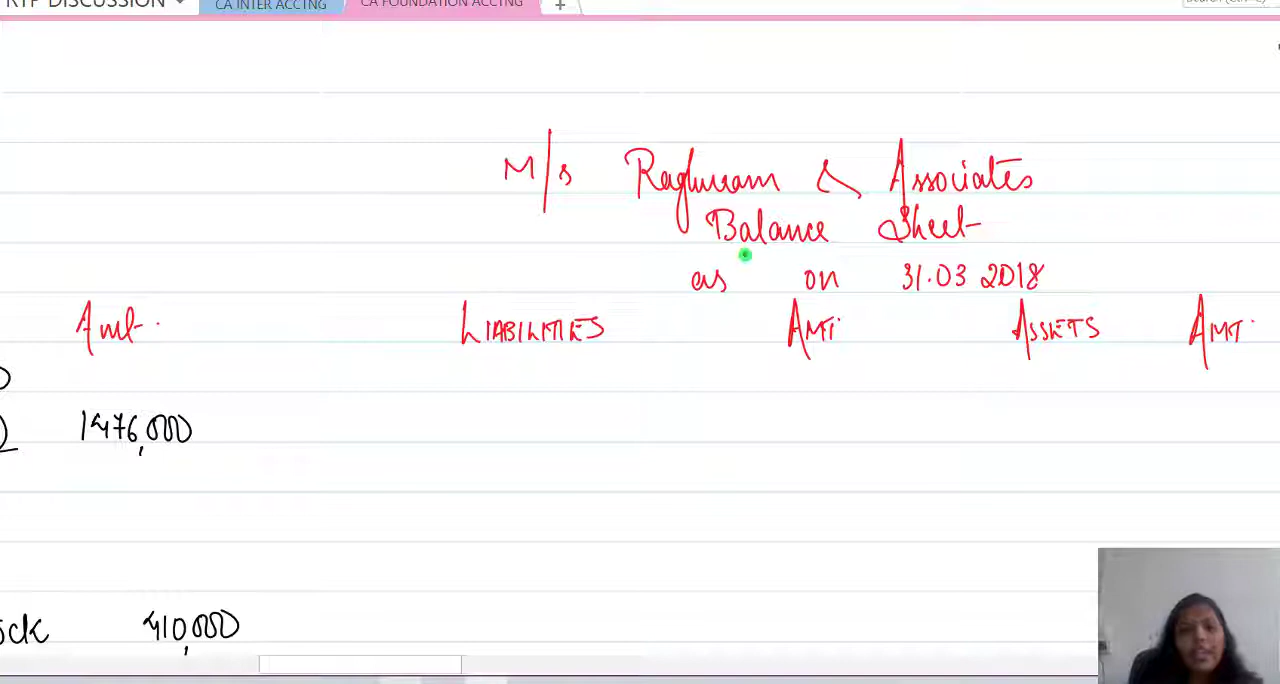 RTP DISCUSSION
CA INTER ACCTNG
CA FOUNDATION ACCTNG
M/s Raghuram & Associates
Balance Sheet
as on 31.03 2018
Amt.
LIABILITIES AMT. ASSETS AMT.
1476,000
410,000